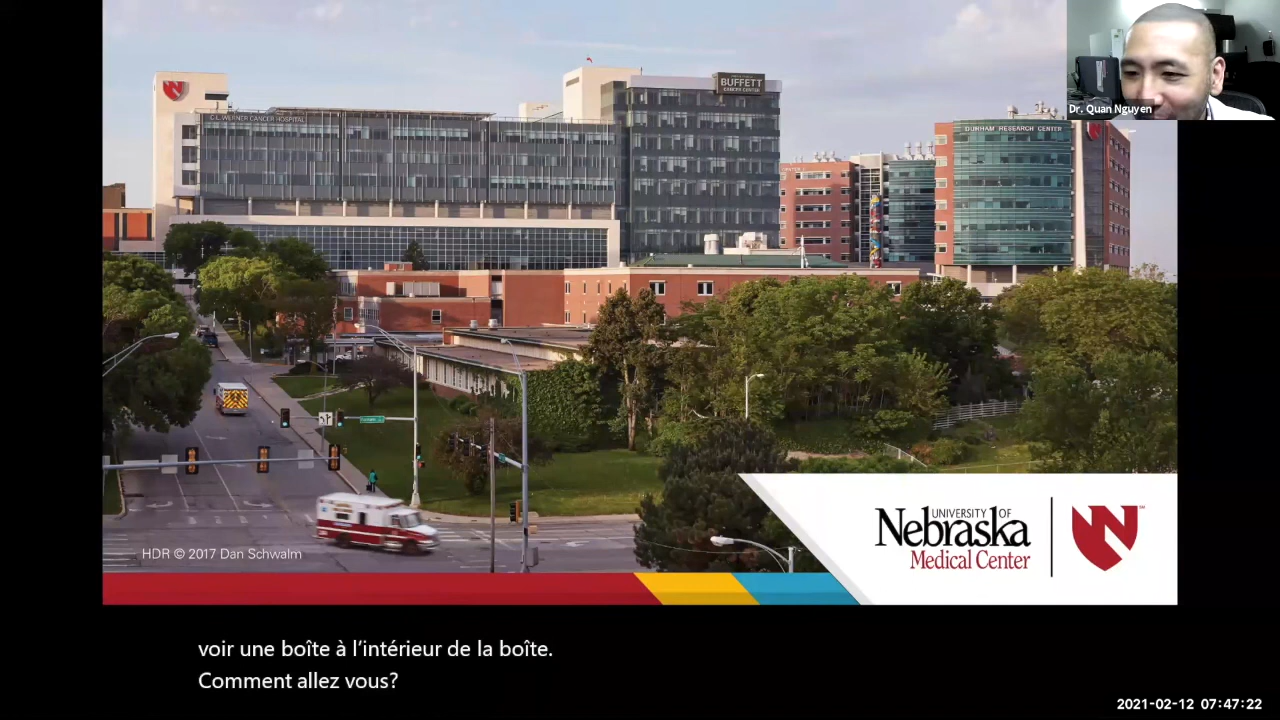 BUFFETT
CANCER CENTER
C.L. WERNER CANCER HOSPITAL
DURHAM RESEARCH CENTER
Dr. Quan Nguyen
UNIVERSITY OF
Nebraska
Medical Center
HDR © 2017 Dan Schwalm
voir une boîte à l'intérieur de la boîte.
Comment allez vous?
2021-02-12 07:47:22